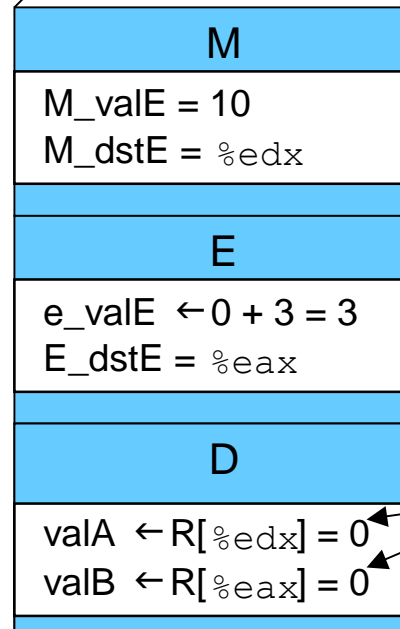 M
M_valE = 10
M_dstE = %edx
E
e_valE ← 0 + 3 = 3
E_dstE = %eax
D
valA ← R[%edx] = 0
valB ← R[%eax] = 0